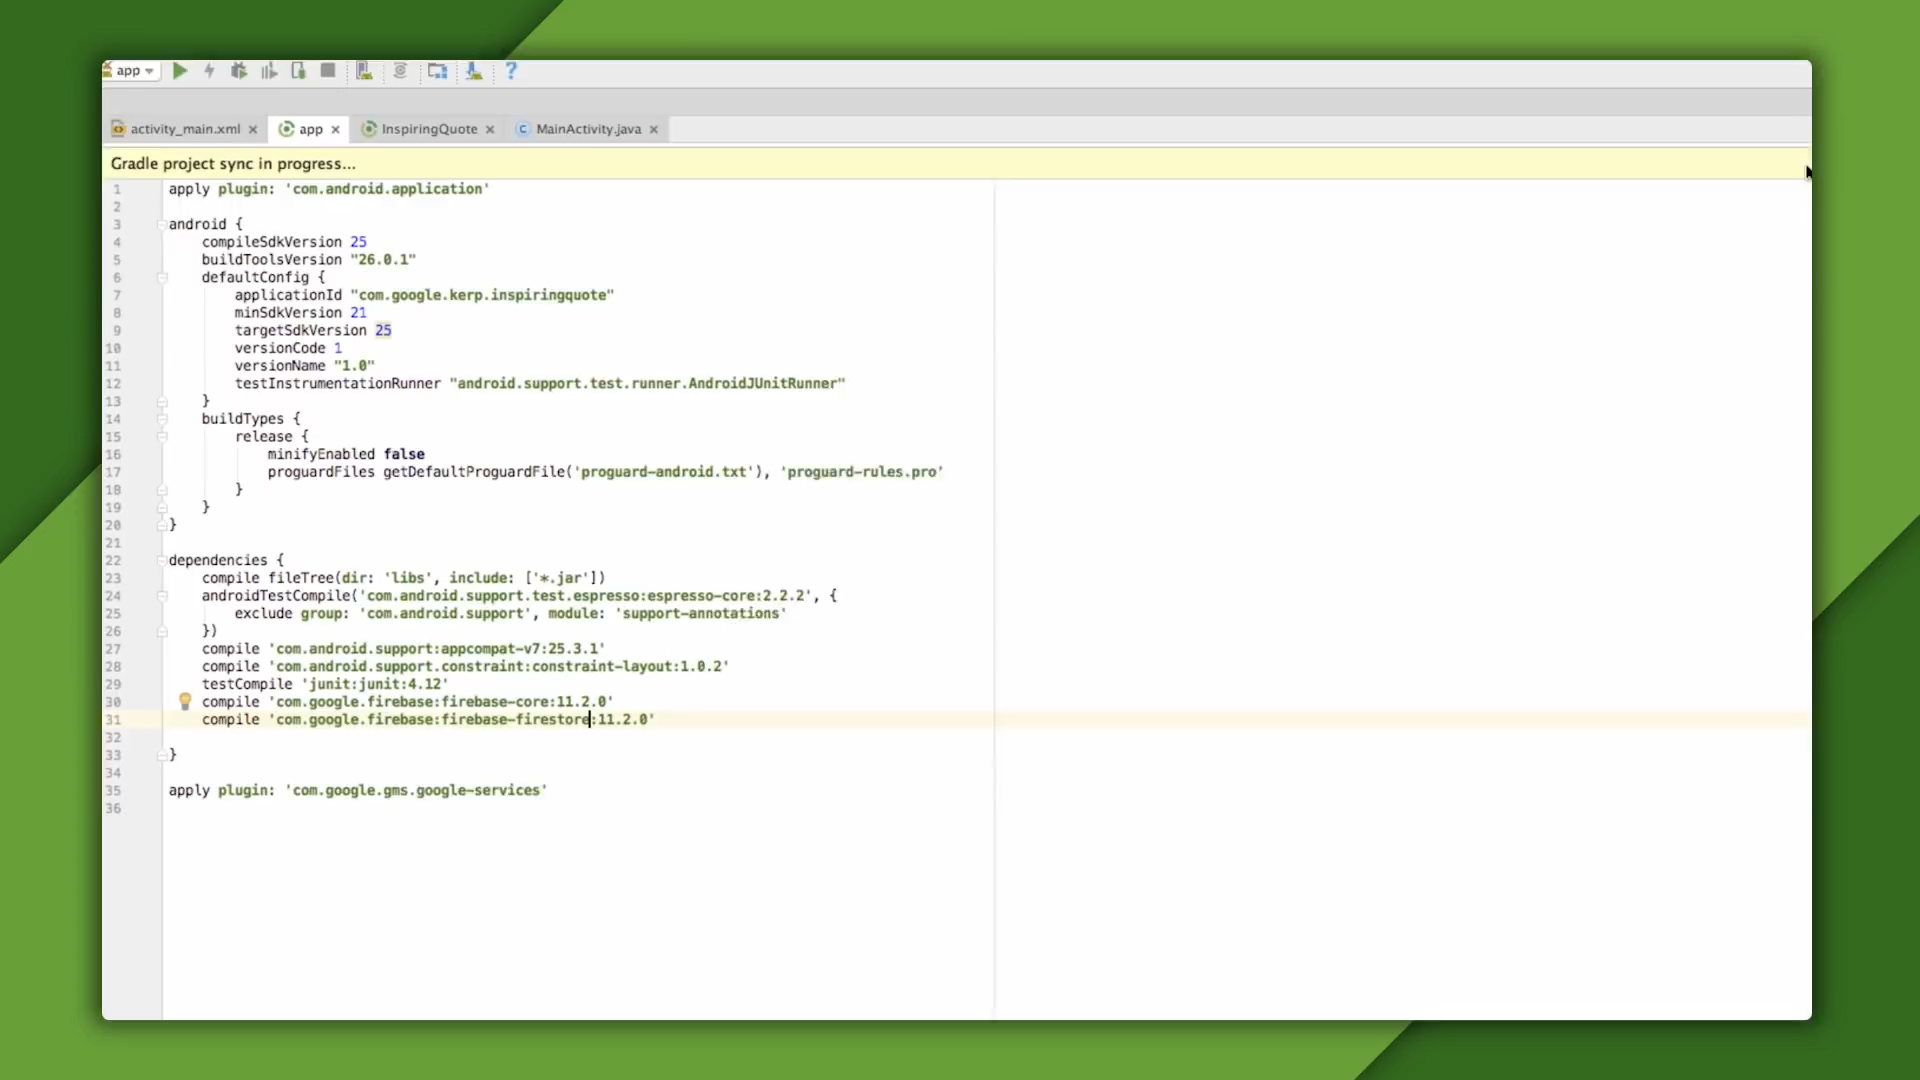 app
?
activity_main.xml
app
InspiringQuote
MainActivity.java
Gradle project sync in progress...
1 apply plugin: 'com.android.application'
2
3 android {
4 compileSdkVersion 25
5 buildToolsVersion "26.0.1"
6 defaultConfig {
7 applicationId "com.google.kerp.inspiringquote"
8 minSdkVersion 21
9 targetSdkVersion 25
10 versionCode 1
11 versionName "1.0"
12 testInstrumentationRunner "android.support.test.runner.AndroidJUnitRunner"
13 }
14 buildTypes {
15 release {
16 minifyEnabled false
17 proguardFiles getDefaultProguardFile('proguard-android.txt'), 'proguard-rules.pro'
18 }
19 }
20 }
21
22 dependencies {
23 compile fileTree(dir: 'libs', include: ['*.jar'])
24 androidTestCompile('com.android.support.test.espresso:espresso-core:2.2.2', {
25 exclude group: 'com.android.support', module: 'support-annotations'
26 })
27 compile 'com.android.support:appcompat-v7:25.3.1'
28 compile 'com.android.support.constraint:constraint-layout:1.0.2'
29 testCompile 'junit:junit:4.12'
30 compile 'com.google.firebase:firebase-core:11.2.0'
31 compile 'com.google.firebase:firebase-firestore:11.2.0'
32
33 }
34
35 apply plugin: 'com.google.gms.google-services'
36